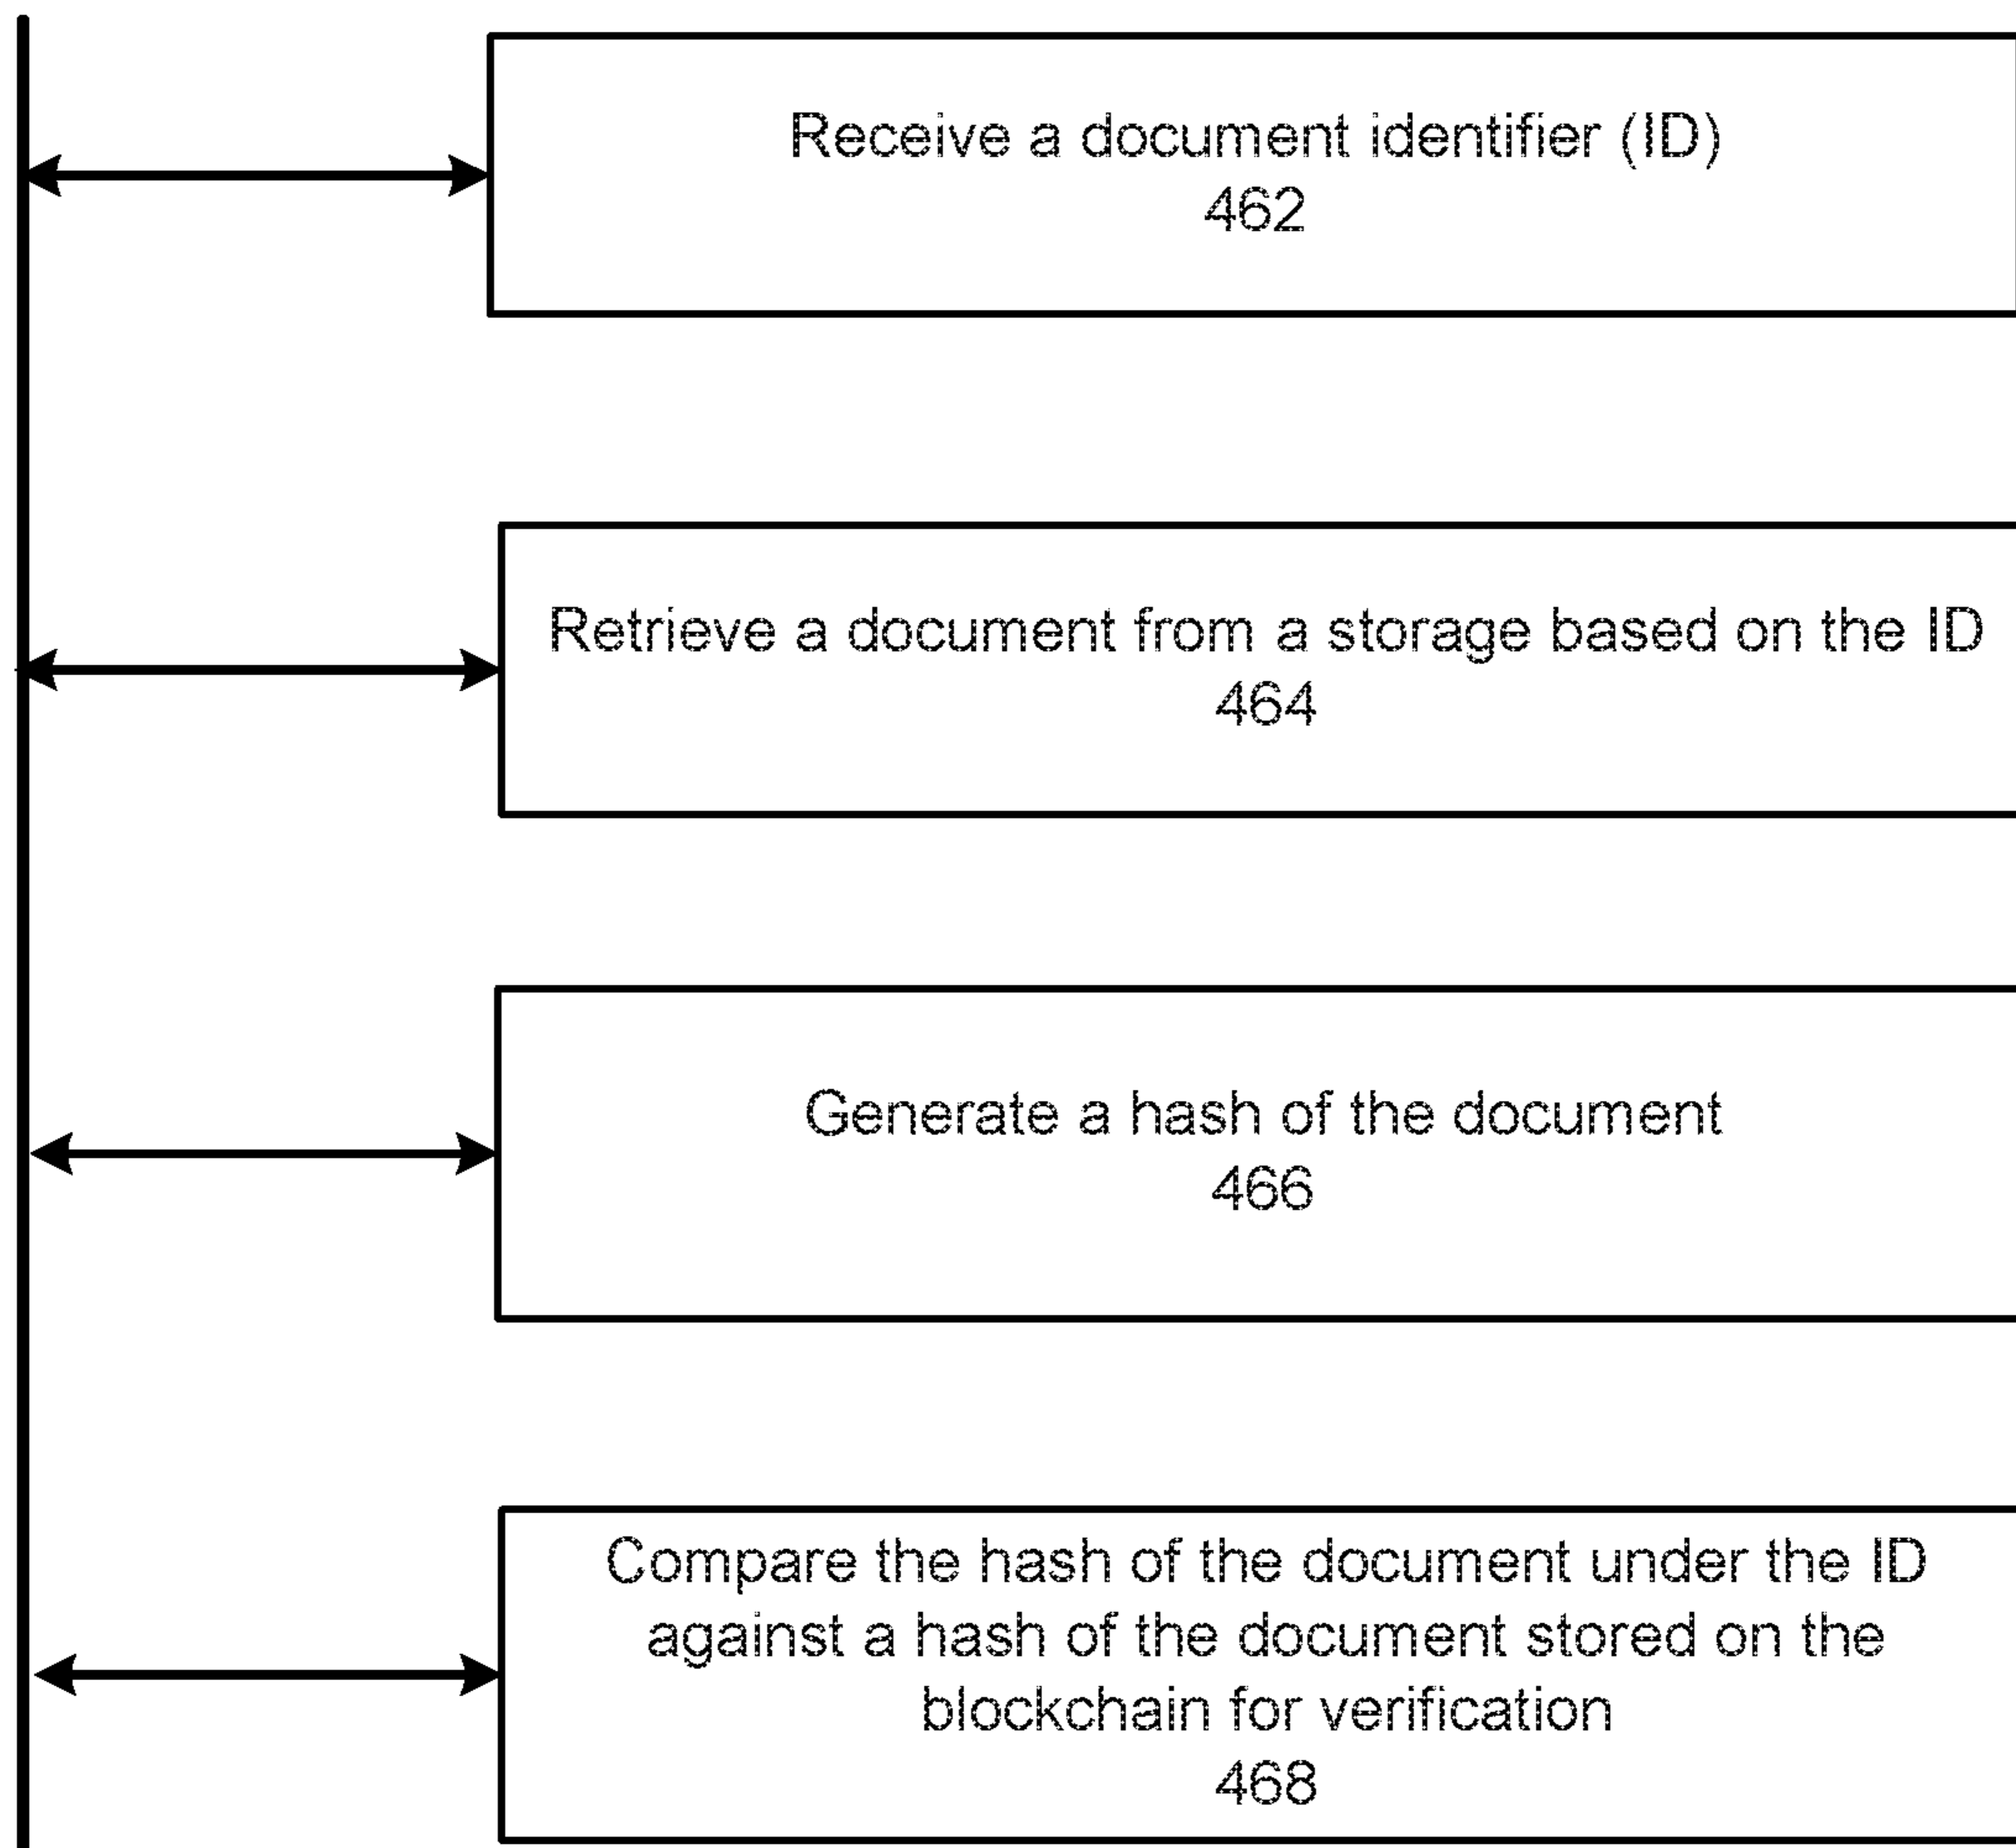 Receive a document identifier (ID)
462
Retrieve a document from a storage based on the ID
464
Generate a hash of the document
466
Compare the hash of the document under the ID
against a hash of the document stored on the
blockchain for verification
468